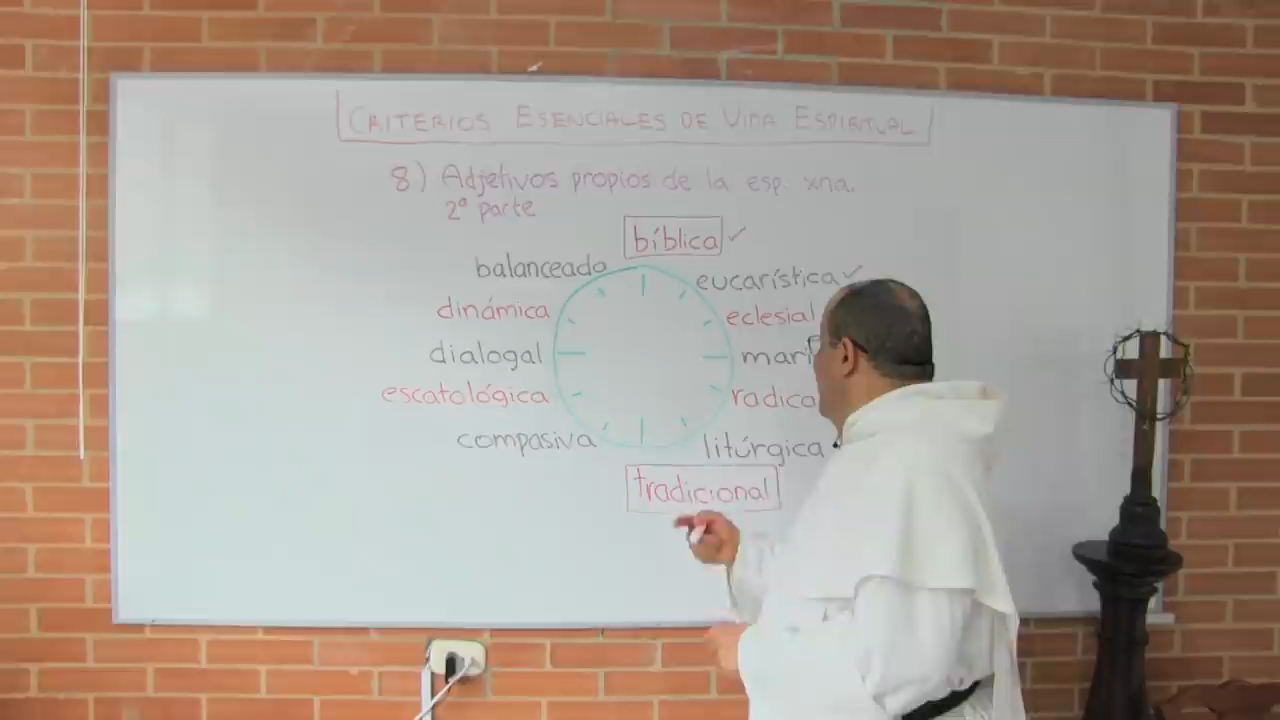 CRITERIOS ESENCIALES DE VIDA ESPIRITUAL
8) Adjetivos propios de la esp. xna.
2ª parte
bíblica ✓
balanceado eucarística ✓
dinámica eclesial
dialogal
escatológica
compasiva litúrgica
tradicional